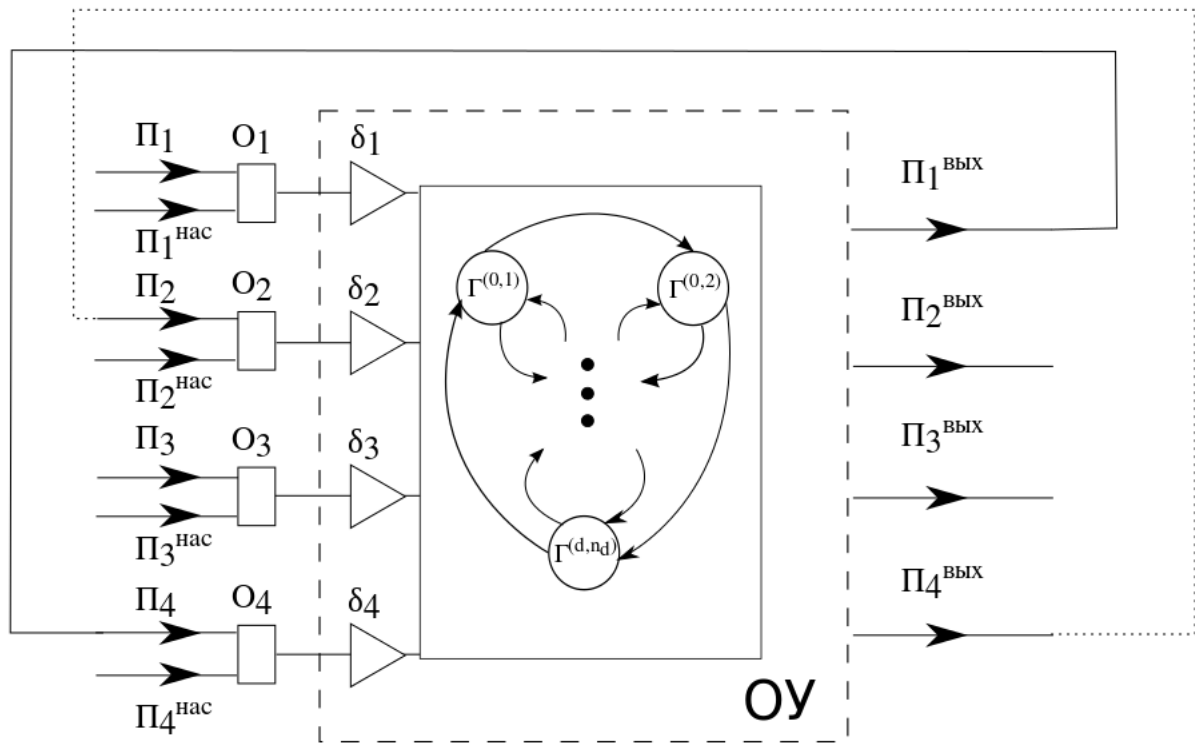 П1 О1 δ1
П1нас
П1вых
П2 О2 δ2
П2нас
П2вых
П3 О3 δ3
П3нас
П3вых
П4 О4 δ4
П4нас
П4вых
Г(0,1) Г(0,2)
Г(d,nd)
ОУ